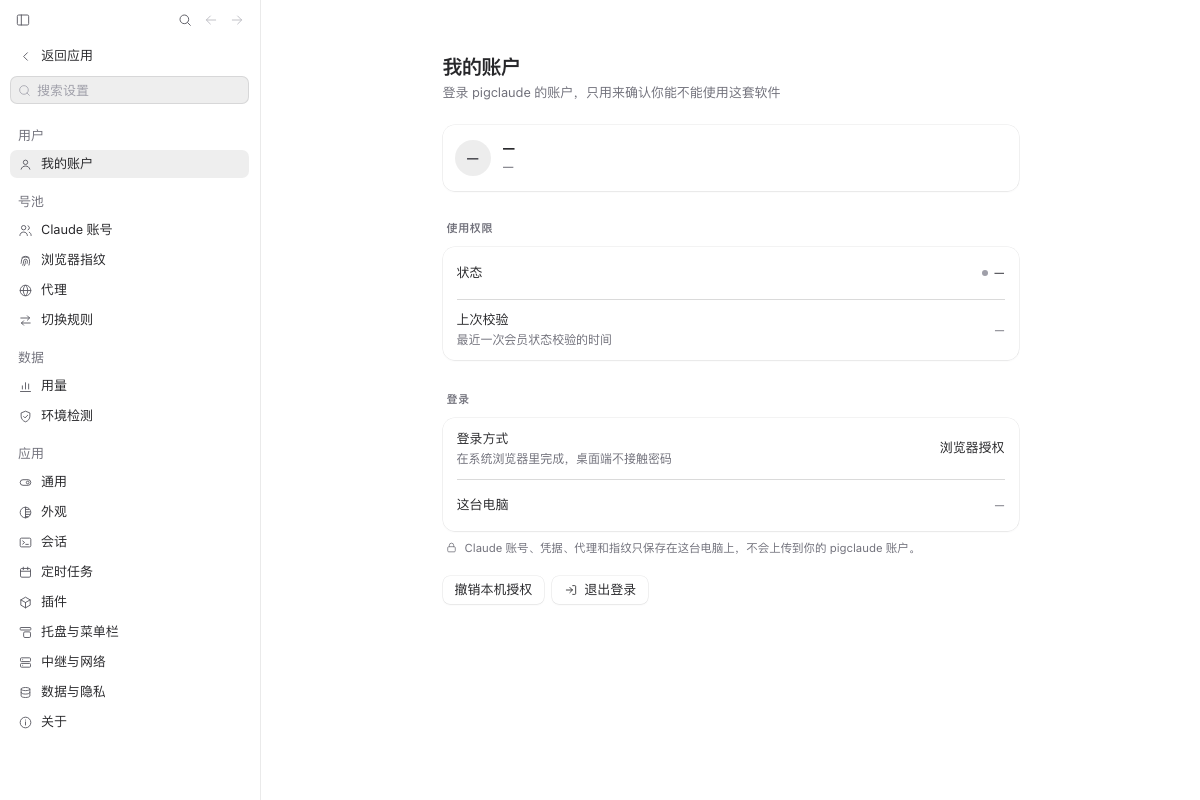 返回应用
搜索设置
用户
我的账户
号池
Claude 账号
浏览器指纹
代理
切换规则
数据
用量
环境检测
应用
通用
外观
会话
定时任务
插件
托盘与菜单栏
中继与网络
数据与隐私
关于
我的账户
登录 pigclaude 的账户，只用来确认你能不能使用这套软件
—
—
—
使用权限
状态
—
上次校验
最近一次会员状态校验的时间
—
登录
登录方式
在系统浏览器里完成，桌面端不接触密码
浏览器授权
这台电脑
—
Claude 账号、凭据、代理和指纹只保存在这台电脑上，不会上传到你的 pigclaude 账户。
撤销本机授权
退出登录